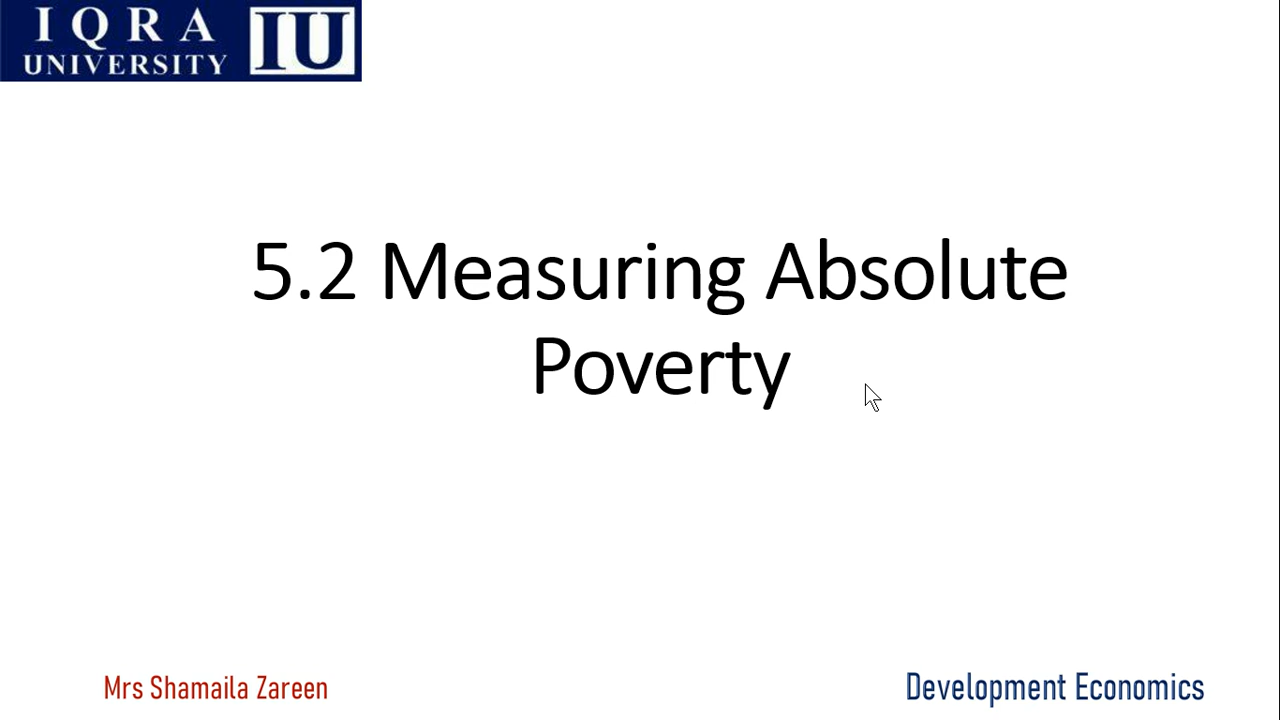 IQRA
UNIVERSITY
IU
5.2 Measuring Absolute
Poverty
Mrs Shamaila Zareen
Development Economics